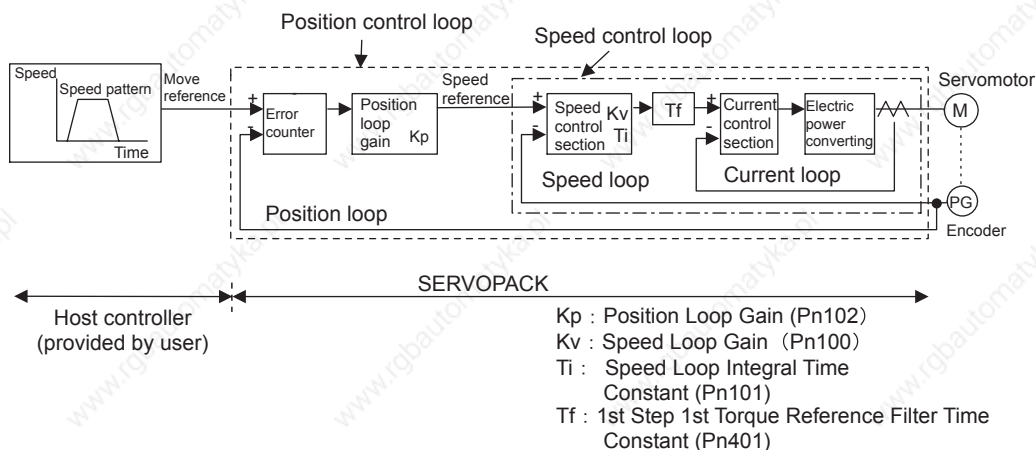 Position control loop
Speed control loop
Speed
Speed pattern
Time
Move
reference
+
-
Error
counter
Position
loop
gain Kp
Speed
reference
+
-
Speed
control
section
Kv
Ti
Tf
+
-
Current
control
section
Electric
power
converting
Servomotor
M
PG
Encoder
Speed loop
Current loop
Position loop
SERVOPACK
Host controller
(provided by user)
Kp : Position Loop Gain (Pn102)
Kv : Speed Loop Gain (Pn100)
Ti : Speed Loop Integral Time
Constant (Pn101)
Tf : 1st Step 1st Torque Reference Filter Time
Constant (Pn401)
www.rgbautomatyka.pl